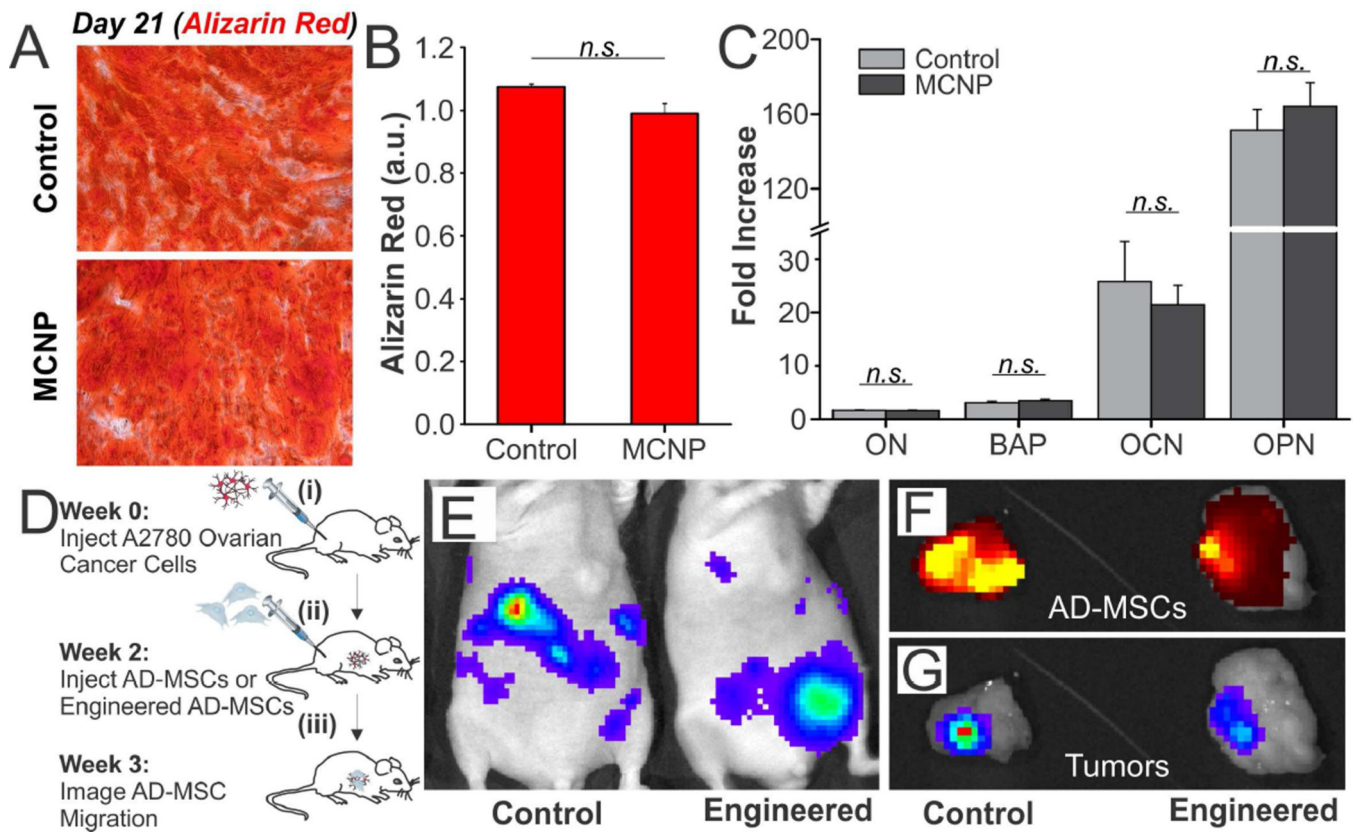 A
Day 21 (Alizarin Red)
Control
MCNP
B
Alizarin Red (a.u.)
1.2
1.0
0.8
0.6
0.4
0.2
0.0
n.s.
Control
MCNP
C
Fold Increase
200
160
120
30
20
10
0
Control
MCNP
n.s.
n.s.
n.s.
n.s.
ON
BAP
OCN
OPN
D
Week 0:
Inject A2780 Ovarian
Cancer Cells
(i)
(ii)
Week 2:
Inject AD-MSCs or
Engineered AD-MSCs
(iii)
Week 3:
Image AD-MSC
Migration
E
Control
Engineered
F
AD-MSCs
G
Tumors
Control
Engineered